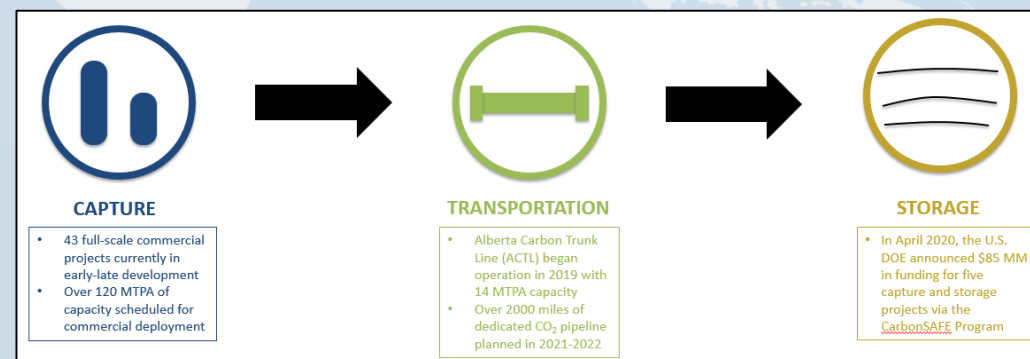 CAPTURE
• 43 full-scale commercial
projects currently in
early-late development
• Over 120 MTPA of
capacity scheduled for
commercial deployment
TRANSPORTATION
• Alberta Carbon Trunk
Line (ACTL) began
operation in 2019 with
14 MTPA capacity
• Over 2000 miles of
dedicated CO₂ pipeline
planned in 2021-2022
STORAGE
• In April 2020, the U.S.
DOE announced $85 MM
in funding for five
capture and storage
projects via the
CarbonSAFE Program